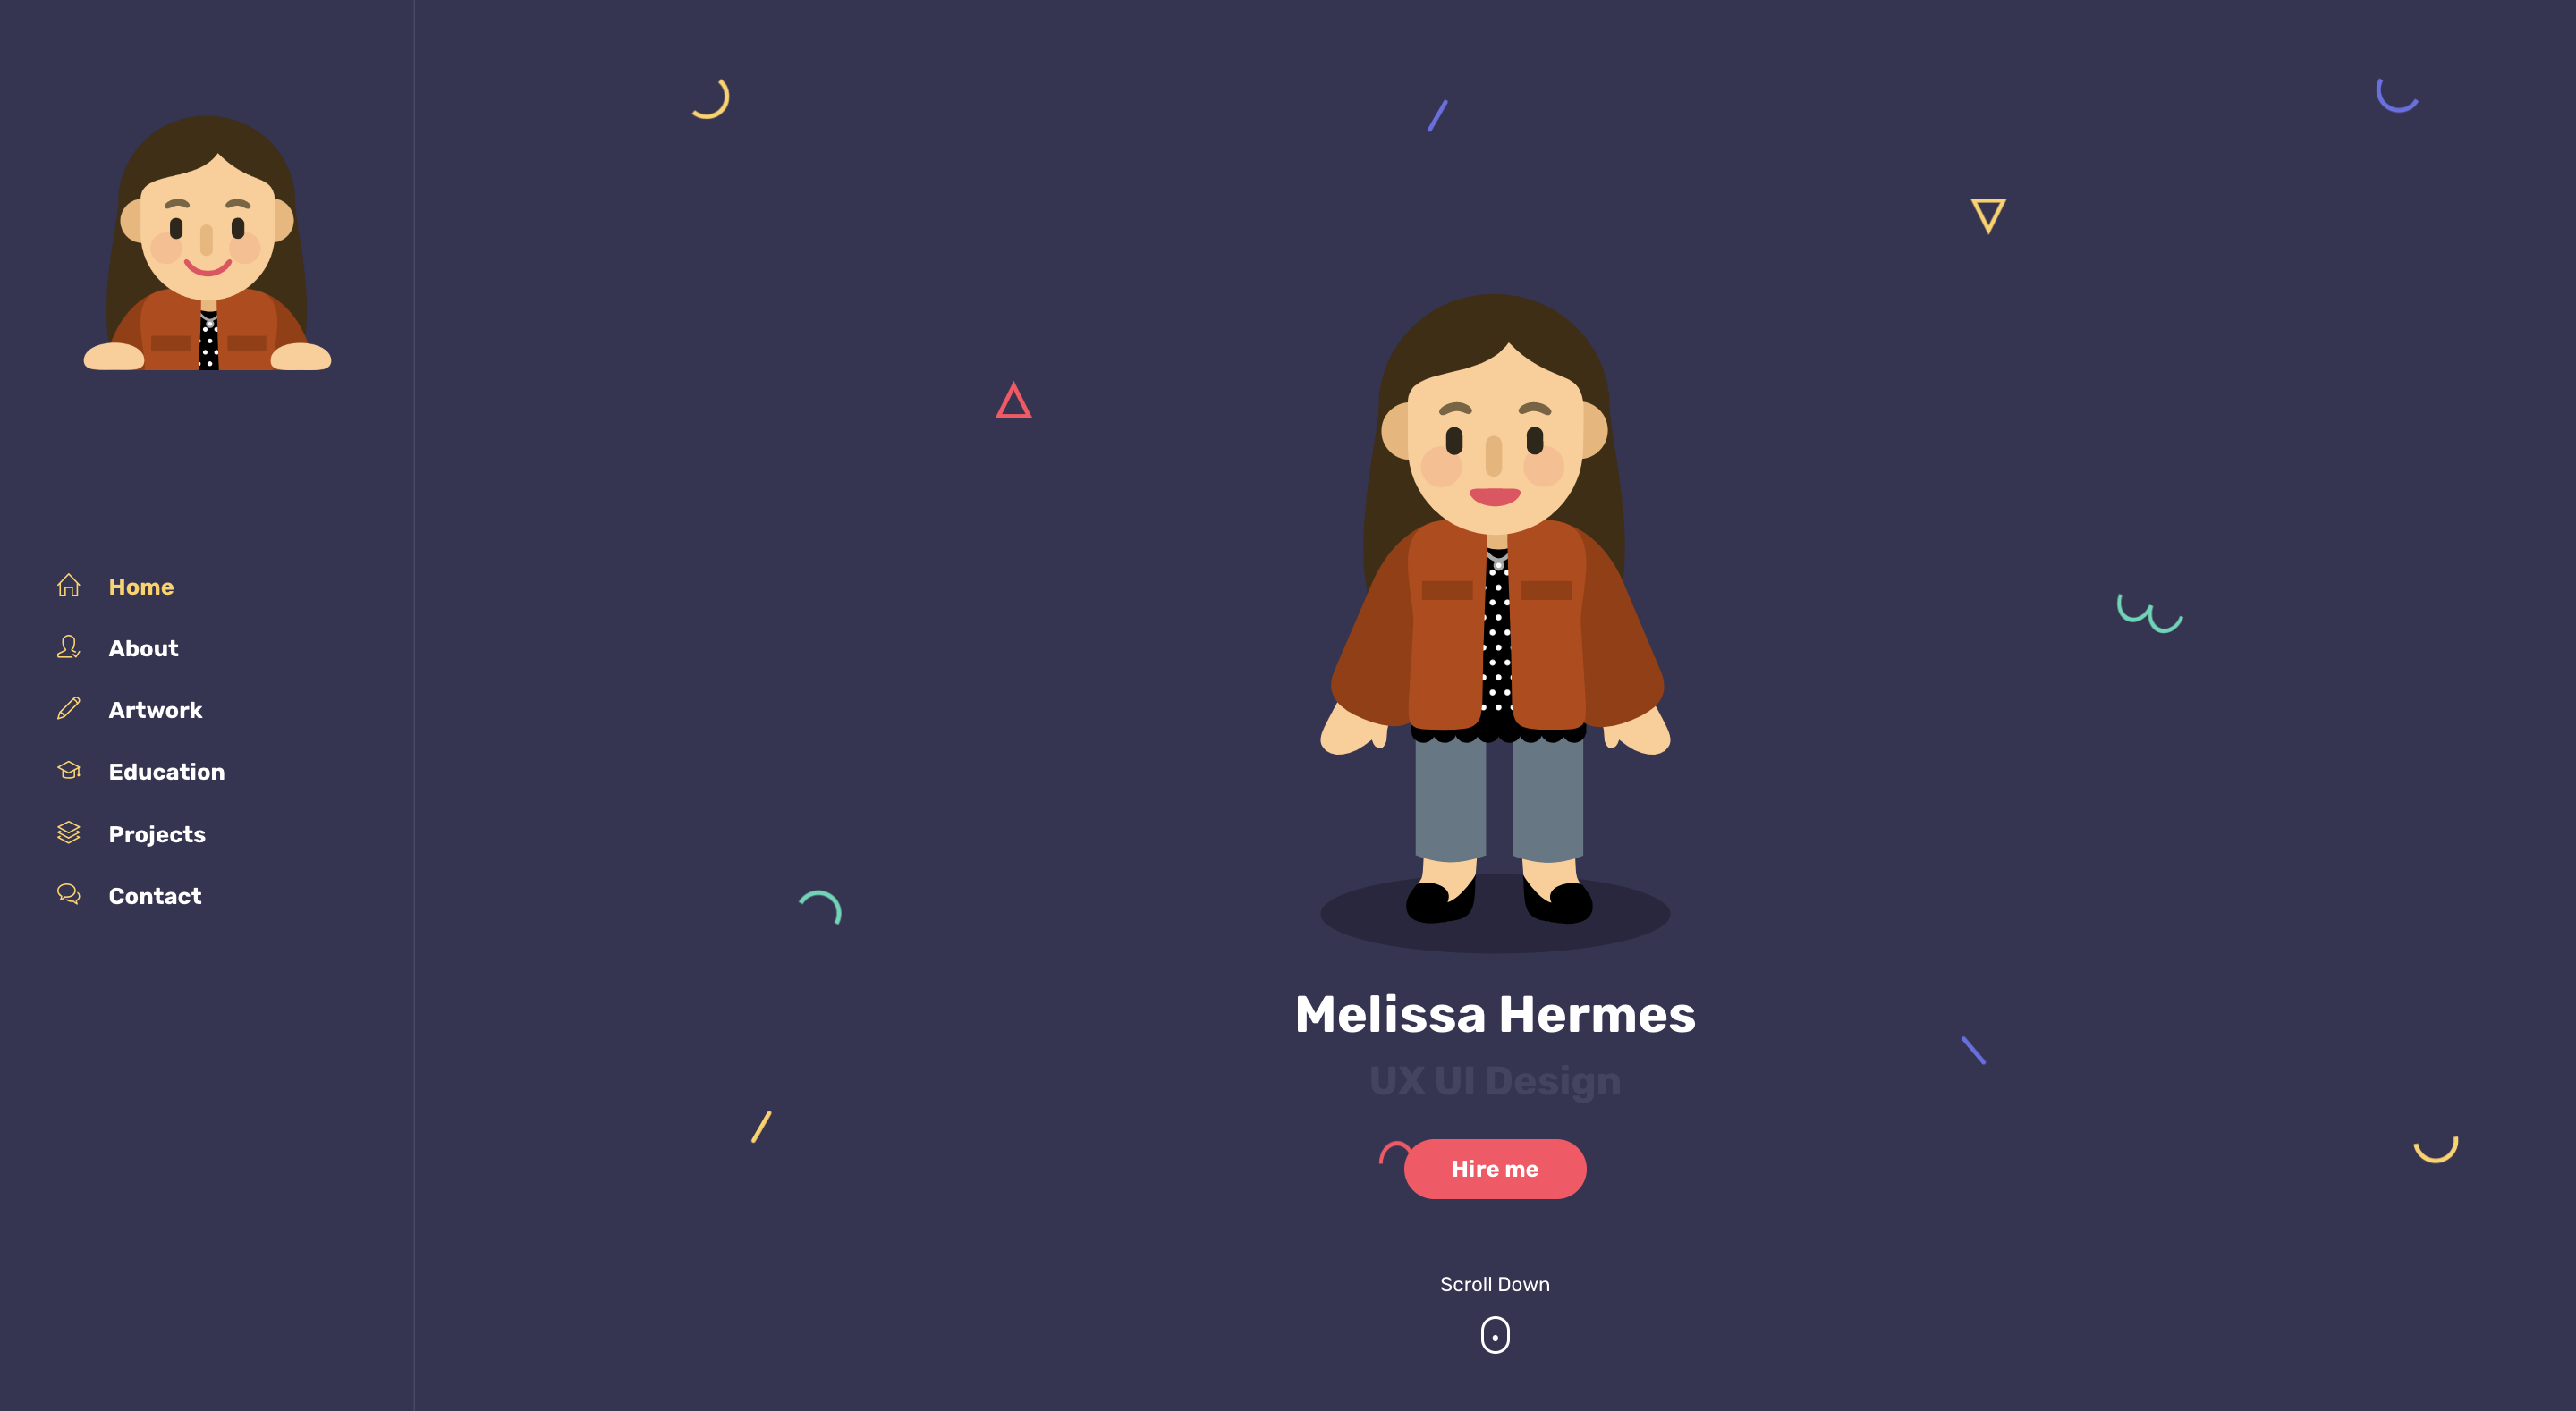 Home
About
Artwork
Education
Projects
Contact
Melissa Hermes
UX UI Design
Hire me
Scroll Down